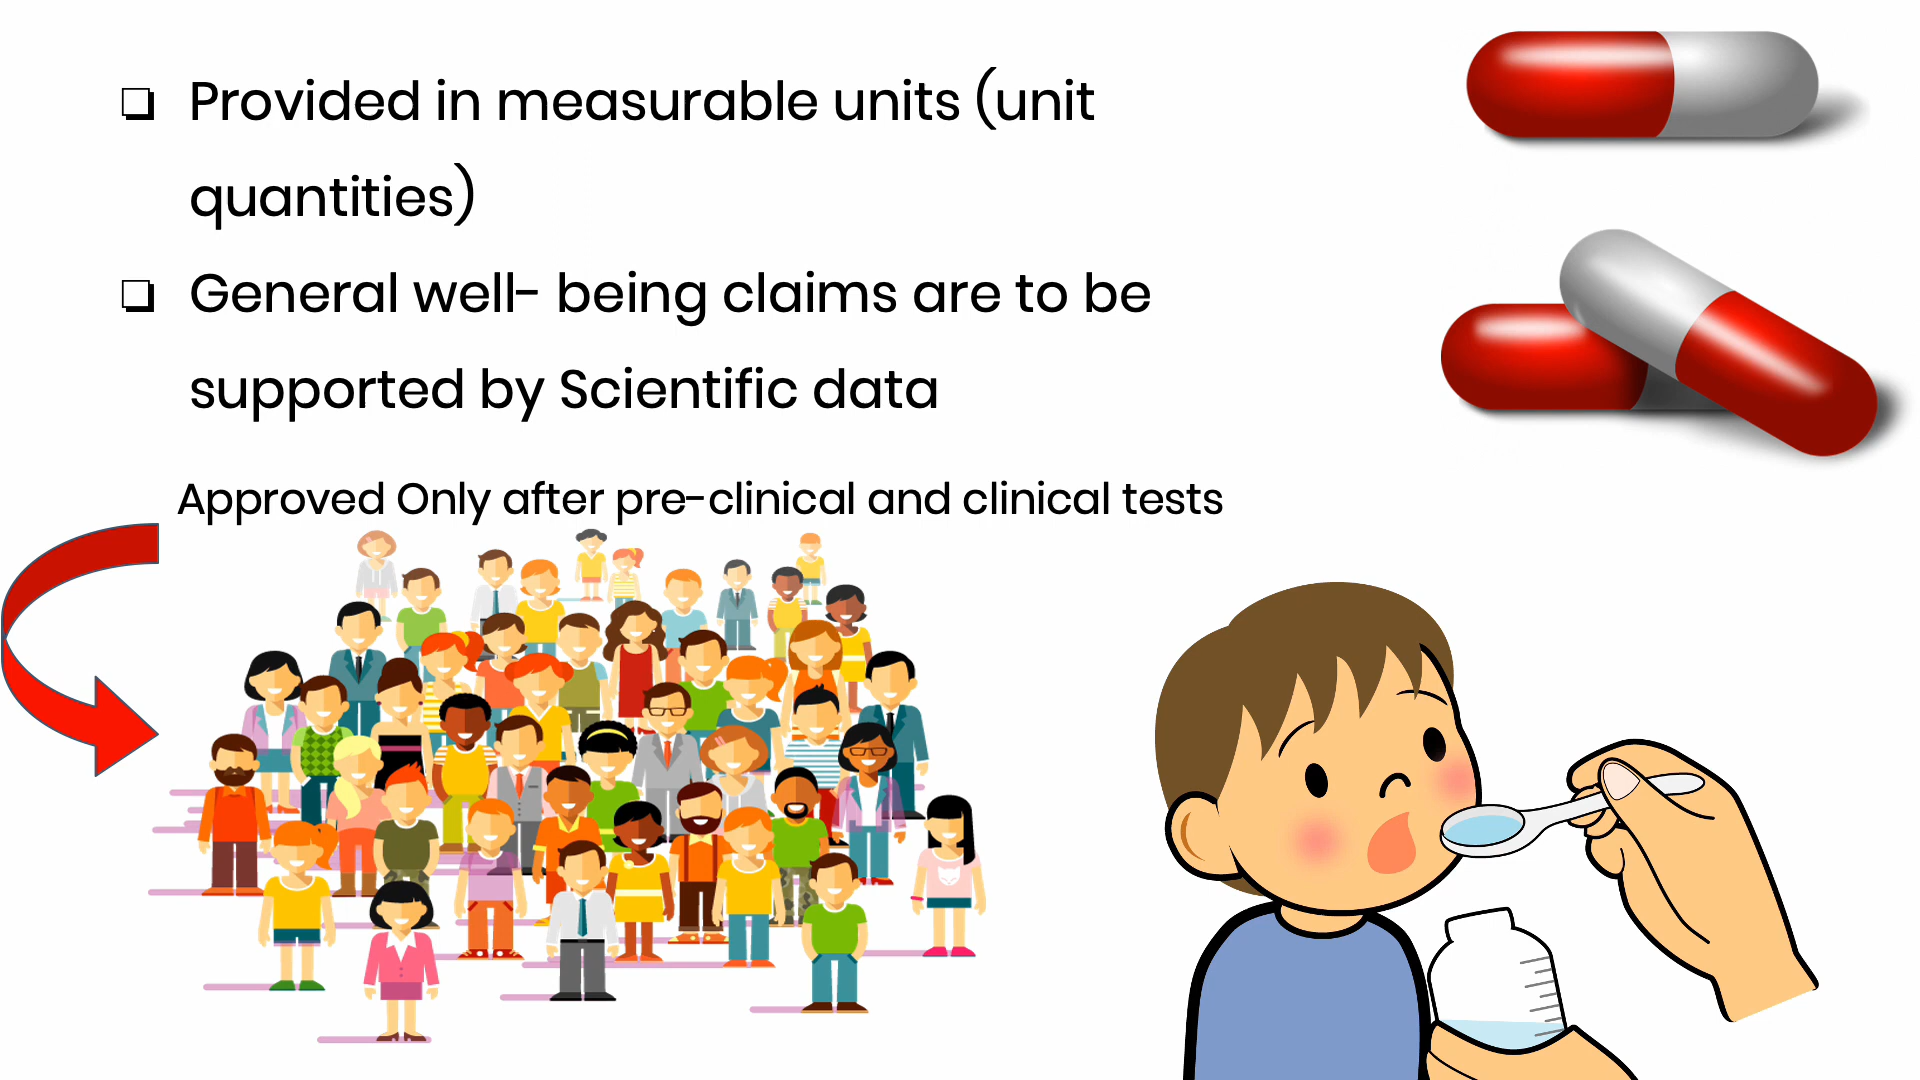 ❏ Provided in measurable units (unit
quantities)
❏ General well- being claims are to be
supported by Scientific data
Approved Only after pre-clinical and clinical tests